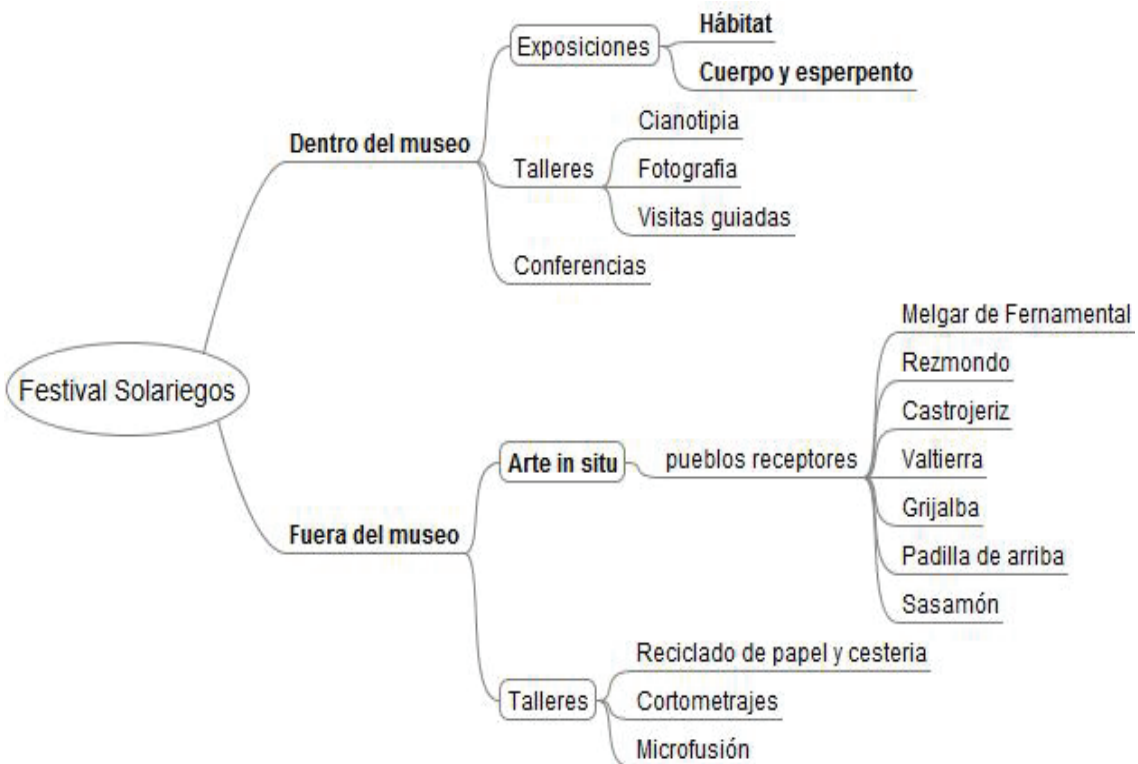 Festival Solariegos
Dentro del museo
Exposiciones
Hábitat
Cuerpo y esperpento
Talleres
Cianotipia
Fotografia
Visitas guiadas
Conferencias
Fuera del museo
Arte in situ
pueblos receptores
Melgar de Fernamental
Rezmondo
Castrojeriz
Valtierra
Grijalba
Padilla de arriba
Sasamón
Talleres
Reciclado de papel y cesteria
Cortometrajes
Microfusión